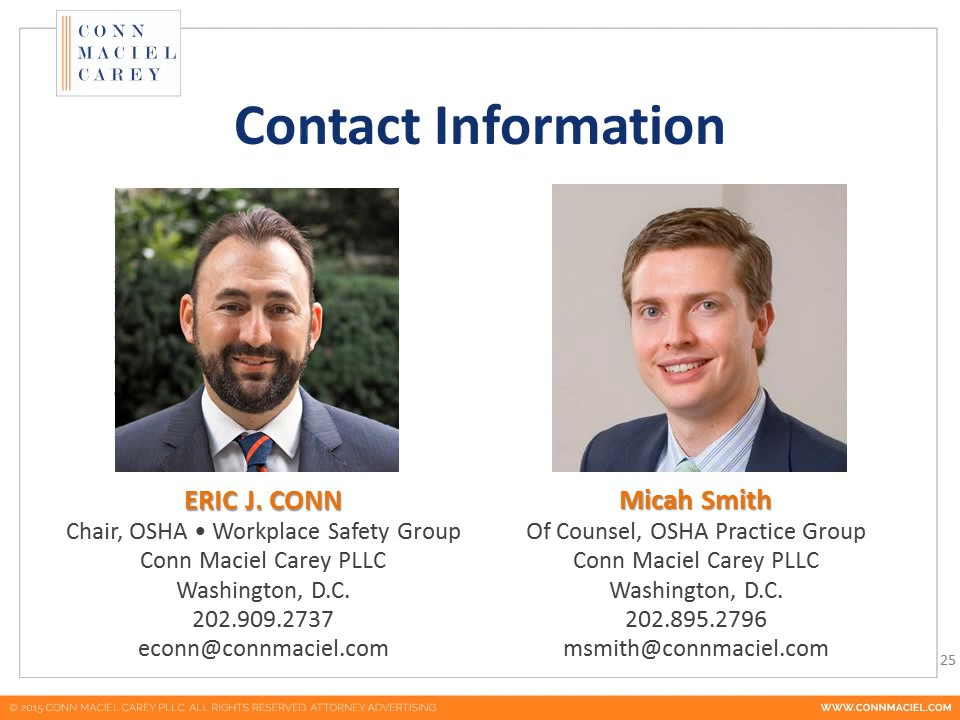 CONN
MACIEL
CAREY
Contact Information
ERIC J. CONN
Chair, OSHA • Workplace Safety Group
Conn Maciel Carey PLLC
Washington, D.C.
202.909.2737
econn@connmaciel.com
Micah Smith
Of Counsel, OSHA Practice Group
Conn Maciel Carey PLLC
Washington, D.C.
202.895.2796
msmith@connmaciel.com
25
© 2015 CONN MACIEL CAREY PLLC. ALL RIGHTS RESERVED. ATTORNEY ADVERTISING.
WWW.CONNMACIEL.COM